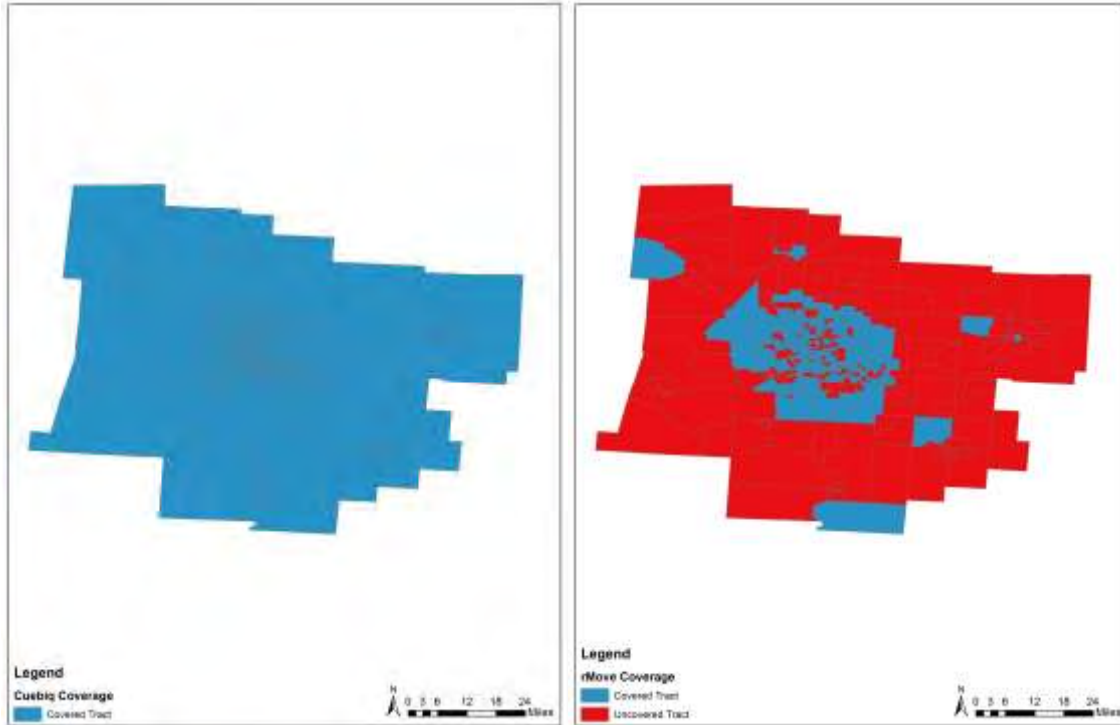 Legend
Cuebiq Coverage
Covered Tract
N
0 3 6 12 18 24
Miles
Legend
rMove Coverage
Covered Tract
Uncovered Tract
N
0 3 6 12 18 24
Miles